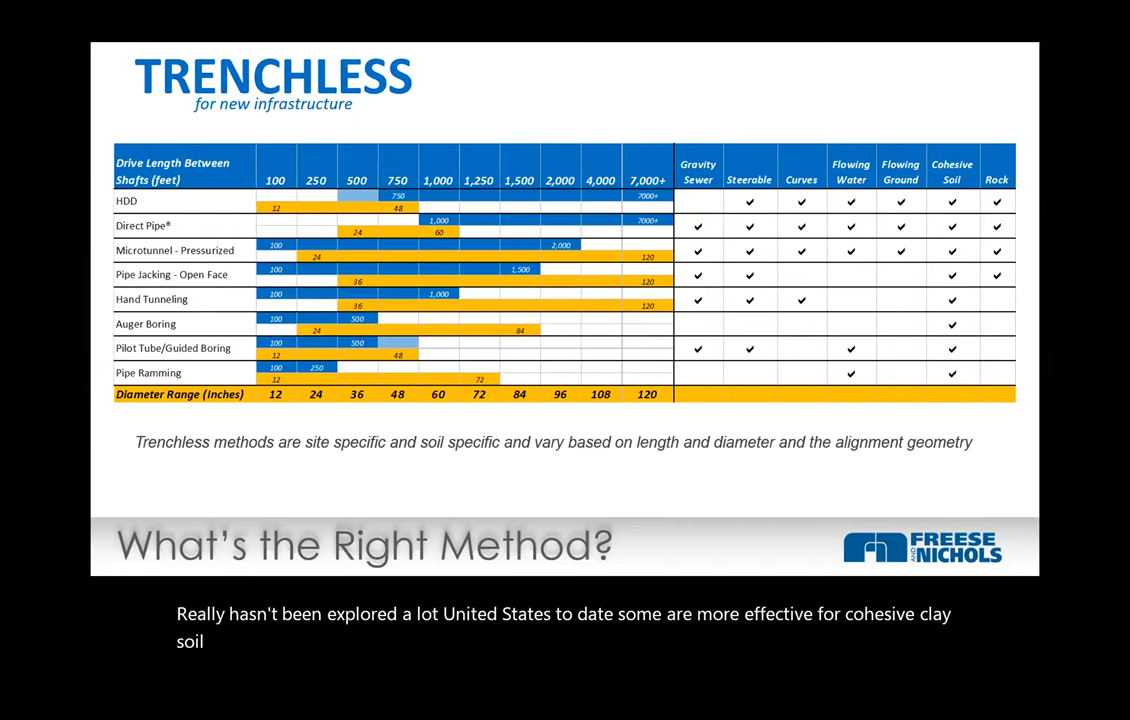 TRENCHLESS
for new infrastructure
Drive Length Between Shafts (feet) 100 250 500 750 1,000 1,250 1,500 2,000 4,000 7,000+ Gravity Sewer Steerable Curves Flowing Water Flowing Ground Cohesive Soil Rock
HDD 750 7000+ ✔ ✔ ✔ ✔ ✔ ✔
12 48
Direct Pipe® 1,000 7000+ ✔ ✔ ✔ ✔ ✔ ✔ ✔
24 60
Microtunnel - Pressurized 100 2,000 ✔ ✔ ✔ ✔ ✔ ✔ ✔
24 120
Pipe Jacking - Open Face 100 1,500 ✔ ✔ ✔ ✔
36 120
Hand Tunneling 100 1,000 ✔ ✔ ✔ ✔
36 120
Auger Boring 100 500 ✔
24 84
Pilot Tube/Guided Boring 100 500 ✔ ✔ ✔ ✔
12 48
Pipe Ramming 100 250 ✔ ✔
12 72
Diameter Range (Inches) 12 24 36 48 60 72 84 96 108 120
Trenchless methods are site specific and soil specific and vary based on length and diameter and the alignment geometry
What's the Right Method?
FREESE AND NICHOLS
Really hasn't been explored a lot United States to date some are more effective for cohesive clay
soil